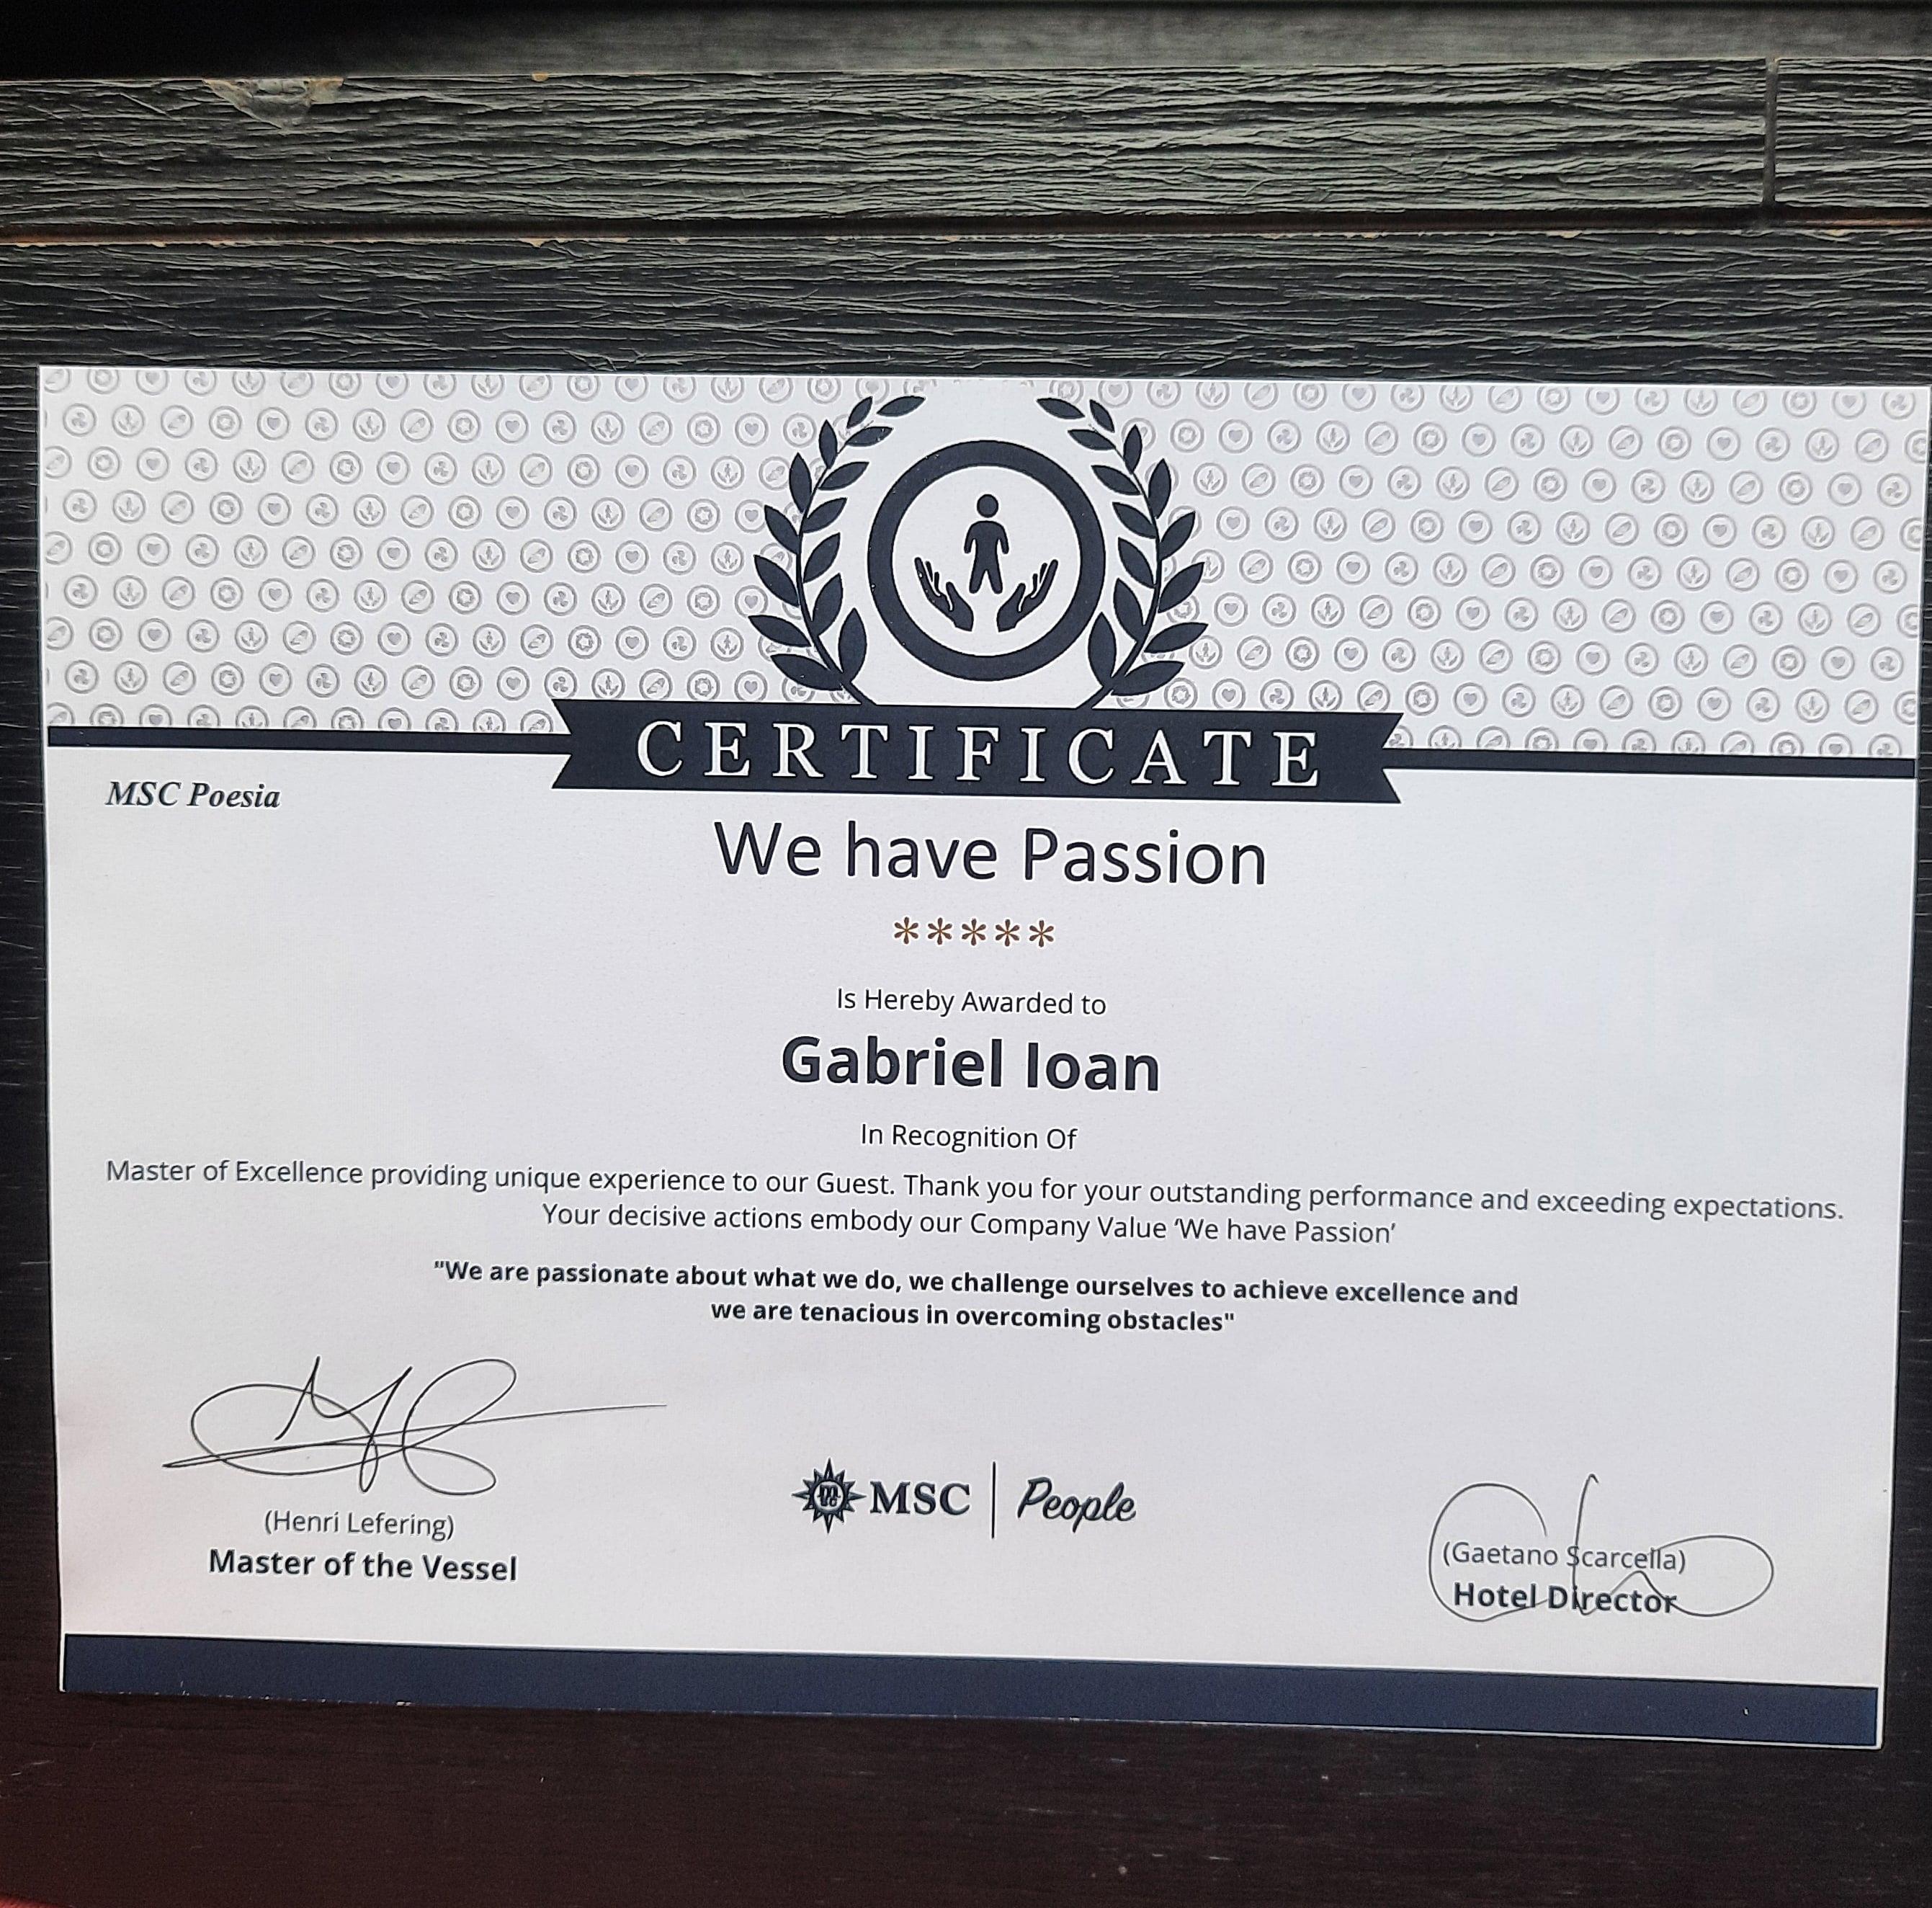 CERTIFICATE
MSC Poesia
We have Passion
*****
Is Hereby Awarded to
Gabriel Ioan
In Recognition Of
Master of Excellence providing unique experience to our Guest. Thank you for your outstanding performance and exceeding expectations.
Your decisive actions embody our Company Value ‘We have Passion’
"We are passionate about what we do, we challenge ourselves to achieve excellence and
we are tenacious in overcoming obstacles"
(Henri Lefering)
Master of the Vessel
MSC | People
(Gaetano Scarcella)
Hotel Director